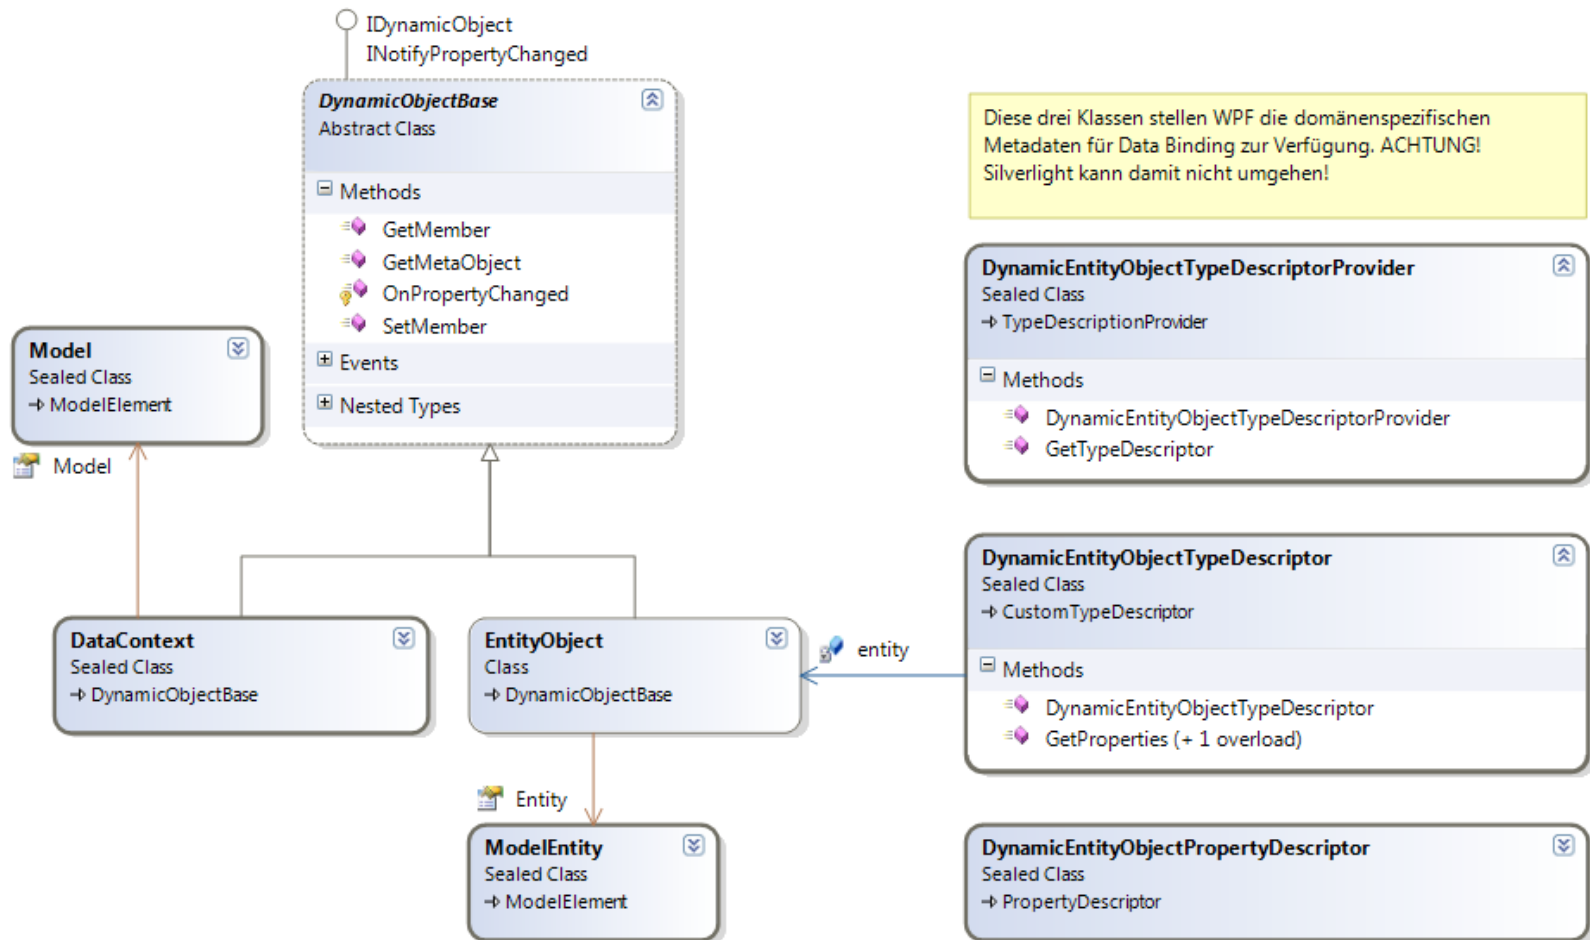 IDynamicObject
INotifyPropertyChanged
DynamicObjectBase
Abstract Class
Methods
GetMember
GetMetaObject
OnPropertyChanged
SetMember
Events
Nested Types
Diese drei Klassen stellen WPF die domänenspezifischen
Metadaten für Data Binding zur Verfügung. ACHTUNG!
Silverlight kann damit nicht umgehen!
DynamicEntityObjectTypeDescriptorProvider
Sealed Class
TypeDescriptionProvider
Methods
DynamicEntityObjectTypeDescriptorProvider
GetTypeDescriptor
Model
Sealed Class
ModelElement
Model
DataContext
Sealed Class
DynamicObjectBase
EntityObject
Class
DynamicObjectBase
entity
DynamicEntityObjectTypeDescriptor
Sealed Class
CustomTypeDescriptor
Methods
DynamicEntityObjectTypeDescriptor
GetProperties (+ 1 overload)
Entity
ModelEntity
Sealed Class
ModelElement
DynamicEntityObjectPropertyDescriptor
Sealed Class
PropertyDescriptor